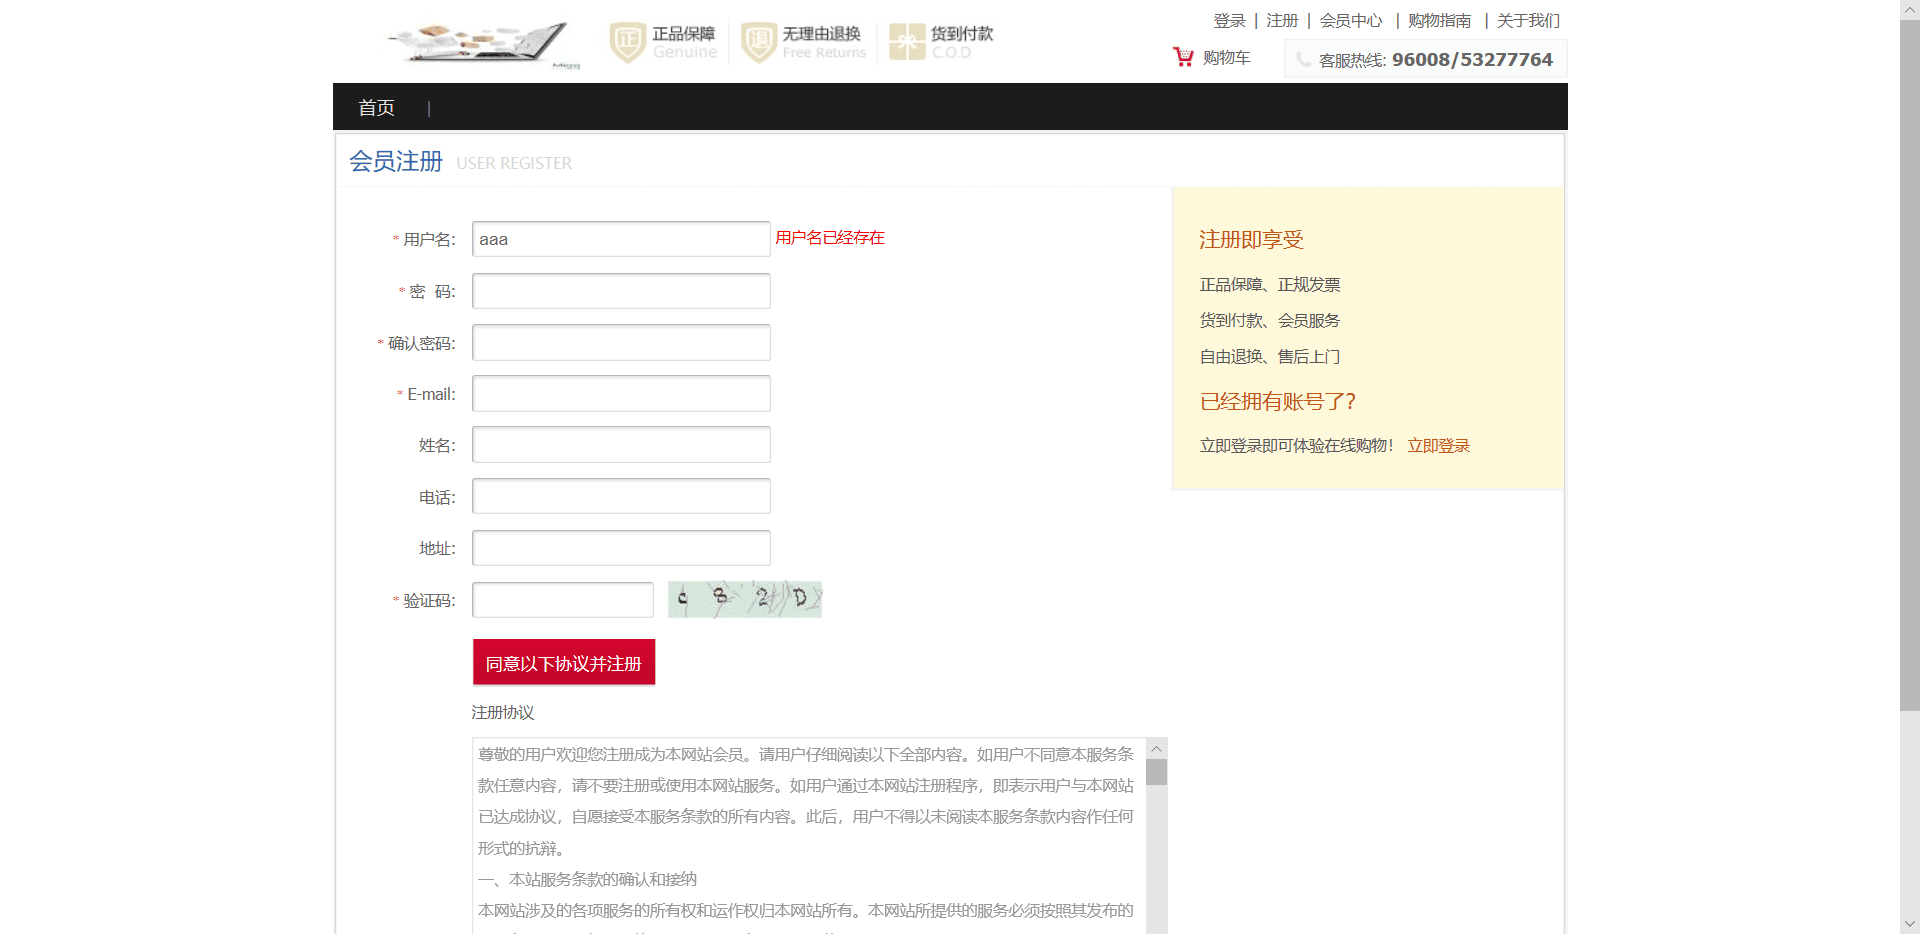 正品保障
Genuine
无理由退换
Free Returns
货到付款
C.O.D
登录 | 注册 | 会员中心 | 购物指南 | 关于我们
购物车
客服热线: 96008/53277764
首页 |
会员注册 USER REGISTER
* 用户名: aaa 用户名已经存在
* 密 码:
* 确认密码:
* E-mail:
姓名:
电话:
地址:
* 验证码:
同意以下协议并注册
注册协议
尊敬的用户欢迎您注册成为本网站会员。请用户仔细阅读以下全部内容。如用户不同意本服务条
款任意内容，请不要注册或使用本网站服务。如用户通过本网站注册程序，即表示用户与本网站
已达成协议，自愿接受本服务条款的所有内容。此后，用户不得以未阅读本服务条款内容作任何
形式的抗辩。
一、本站服务条款的确认和接纳
本网站涉及的各项服务的所有权和运作权归本网站所有。本网站所提供的服务必须按照其发布的
注册即享受
正品保障、正规发票
货到付款、会员服务
自由退换、售后上门
已经拥有账号了?
立即登录即可体验在线购物! 立即登录